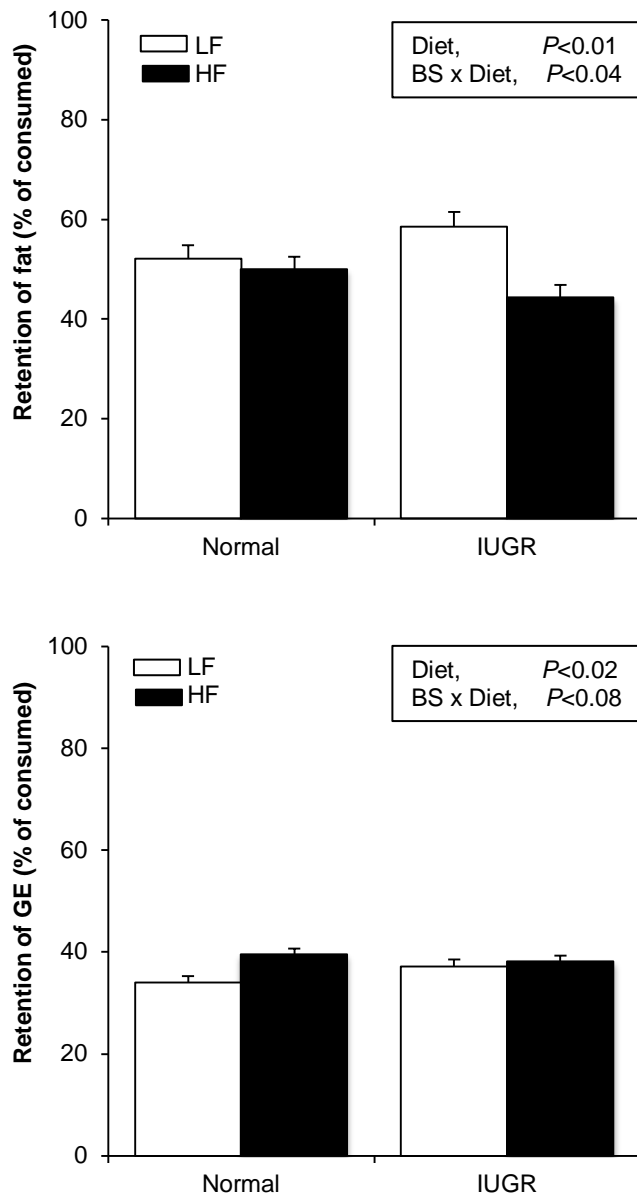 Retention of fat (% of consumed)
100
80
60
40
20
0
LF
HF
Diet, P<0.01
BS x Diet, P<0.04
Normal IUGR
Retention of GE (% of consumed)
100
80
60
40
20
0
LF
HF
Diet, P<0.02
BS x Diet, P<0.08
Normal IUGR